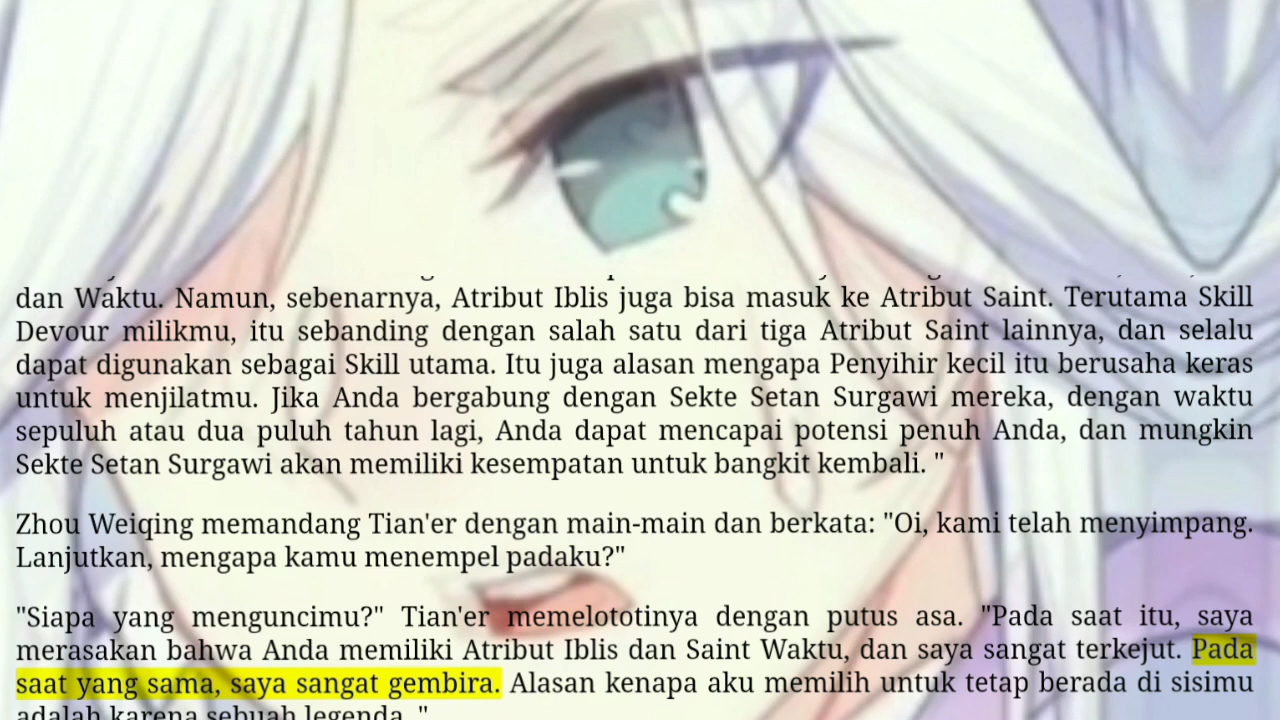 dan Waktu. Namun, sebenarnya, Atribut Iblis juga bisa masuk ke Atribut Saint. Terutama Skill
Devour milikmu, itu sebanding dengan salah satu dari tiga Atribut Saint lainnya, dan selalu
dapat digunakan sebagai Skill utama. Itu juga alasan mengapa Penyihir kecil itu berusaha keras
untuk menjilatmu. Jika Anda bergabung dengan Sekte Setan Surgawi mereka, dengan waktu
sepuluh atau dua puluh tahun lagi, Anda dapat mencapai potensi penuh Anda, dan mungkin
Sekte Setan Surgawi akan memiliki kesempatan untuk bangkit kembali. "
Zhou Weiqing memandang Tian'er dengan main-main dan berkata: "Oi, kami telah menyimpang.
Lanjutkan, mengapa kamu menempel padaku?"
"Siapa yang menguncimu?" Tian'er memelototinya dengan putus asa. "Pada saat itu, saya
merasakan bahwa Anda memiliki Atribut Iblis dan Saint Waktu, dan saya sangat terkejut. Pada
saat yang sama, saya sangat gembira. Alasan kenapa aku memilih untuk tetap berada di sisimu
adalah karena sebuah legenda. "